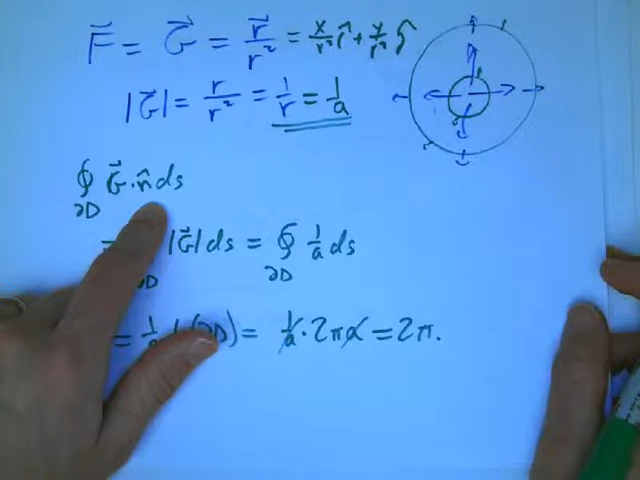 F⃗ = G⃗ = r⃗/r² = x/r² î + y/r² ĵ
|G⃗| = r/r² = 1/r = 1/a
∮∂D G⃗·n̂ ds
= |G⃗| ds = ∮∂D 1/a ds
= 1/a (∂D) = 1/a · 2πa = 2π.